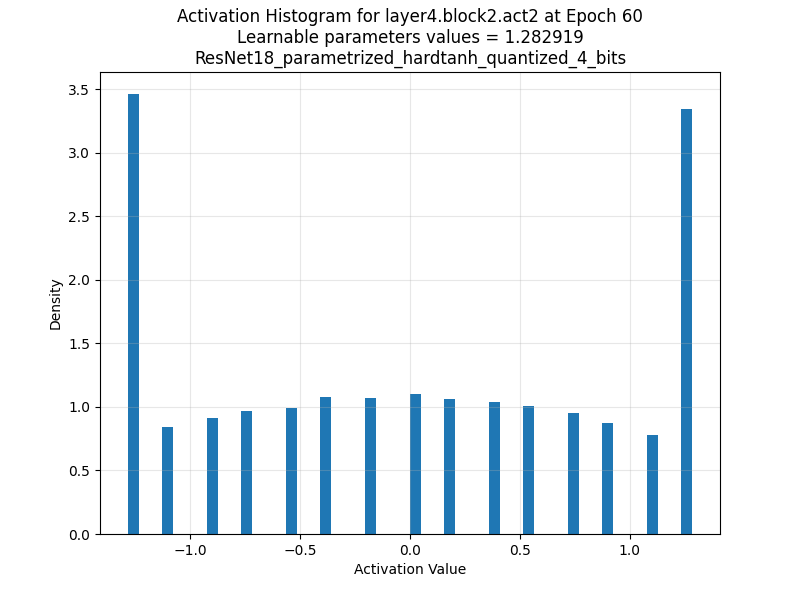 Activation Histogram for layer4.block2.act2 at Epoch 60
Learnable parameters values = 1.282919
ResNet18_parametrized_hardtanh_quantized_4_bits
3.5
3.0
2.5
2.0
1.5
1.0
0.5
0.0
Density
−1.0 −0.5 0.0 0.5 1.0
Activation Value